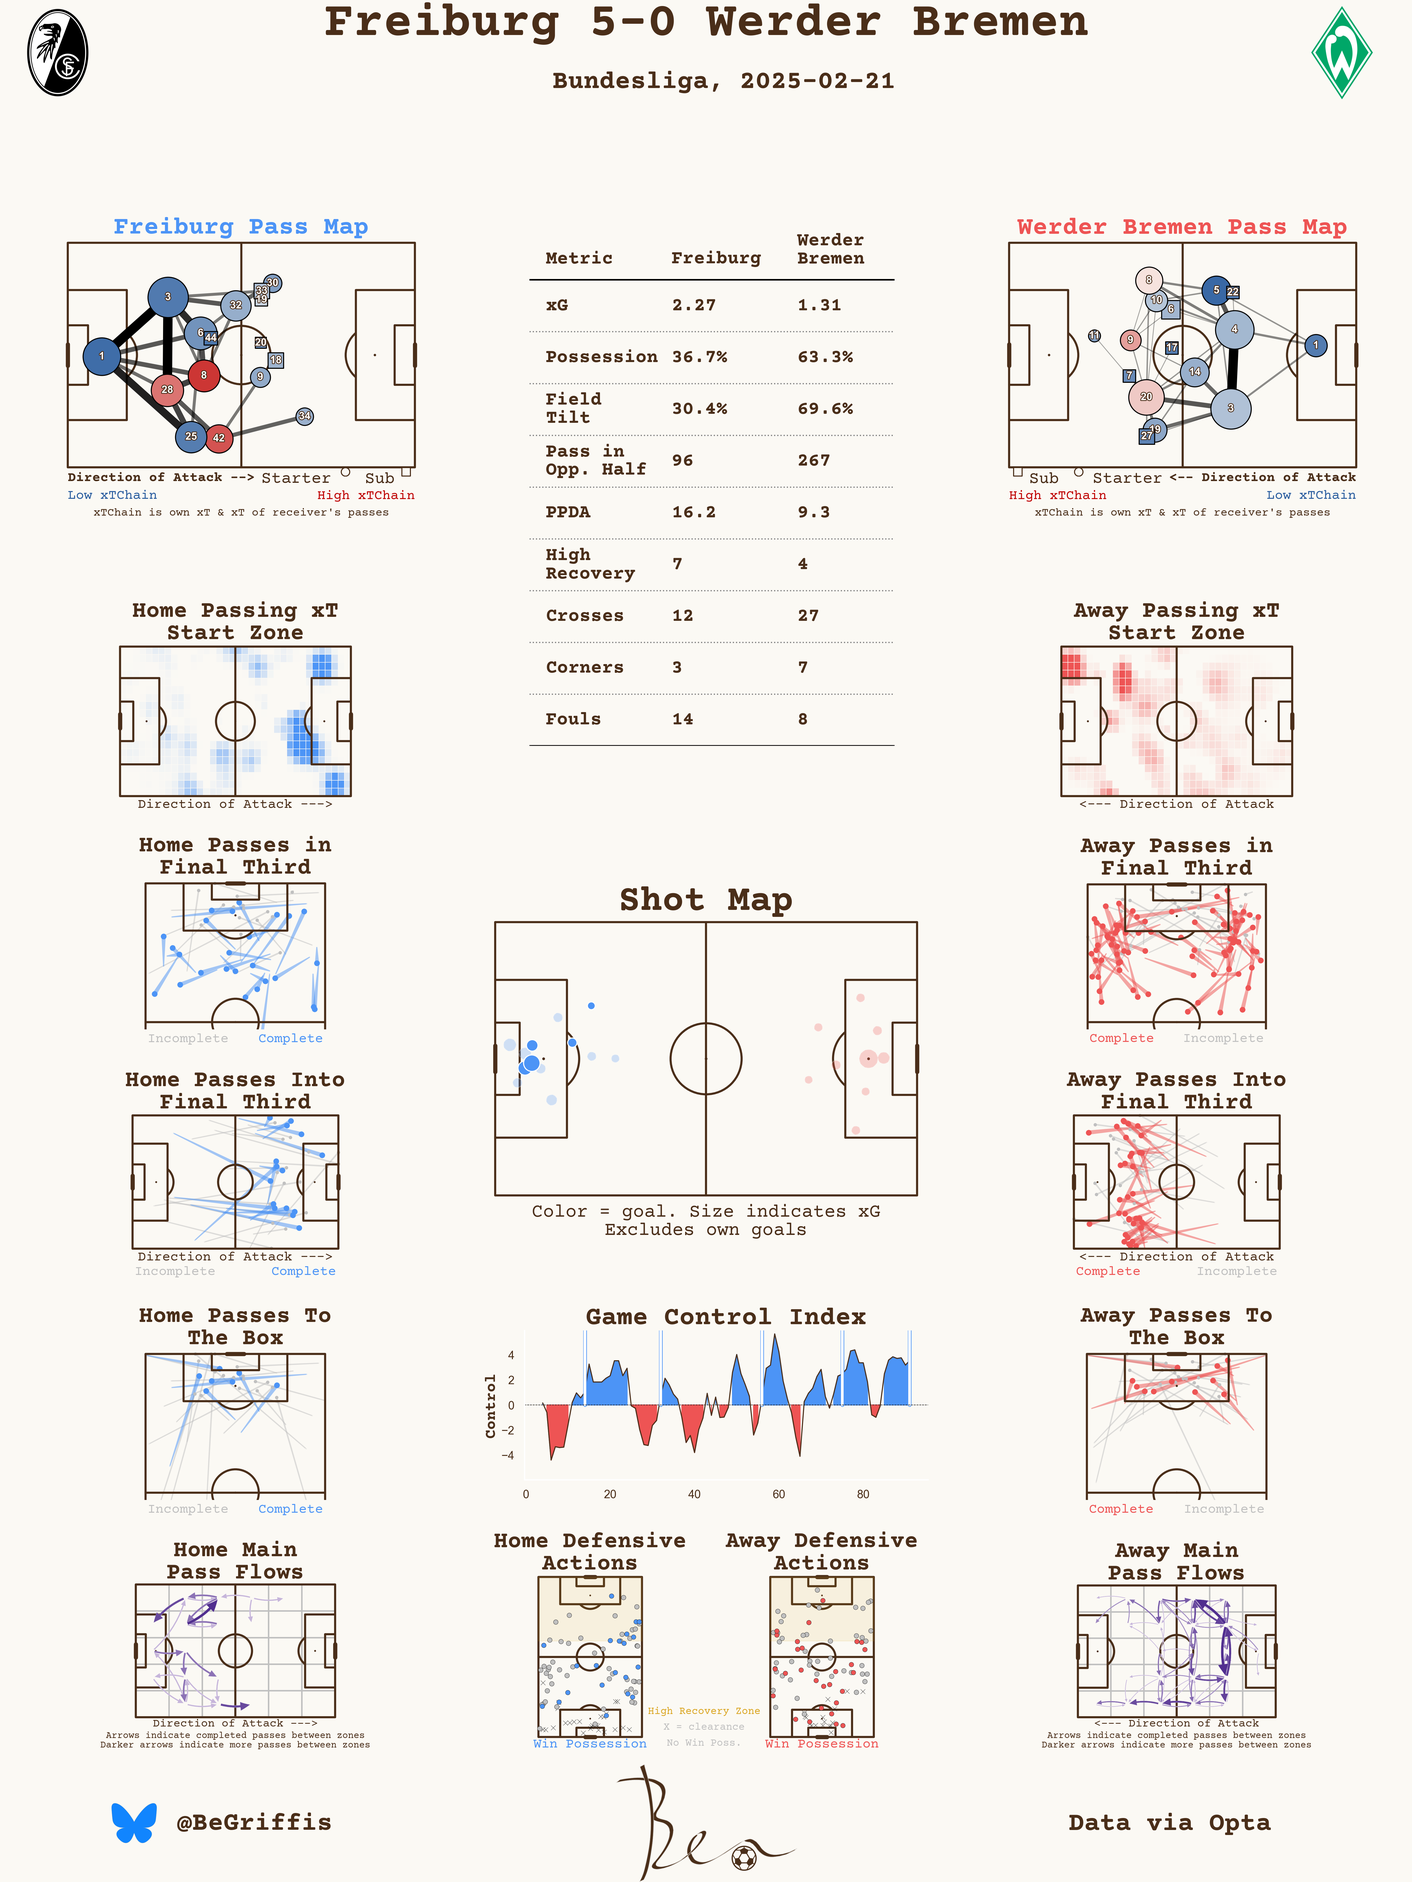 Freiburg 5-0 Werder Bremen
Bundesliga, 2025-02-21
Freiburg Pass Map
30
33
19
3
32
6
44
1
20
18
28
8
9
34
25
42
Direction of Attack --> Starter Sub
Low xTChain High xTChain
xTChain is own xT & xT of receiver's passes
Metric Freiburg Werder Bremen
xG 2.27 1.31
Possession 36.7% 63.3%
Field Tilt 30.4% 69.6%
Pass in Opp. Half 96 267
PPDA 16.2 9.3
High Recovery 7 4
Crosses 12 27
Corners 3 7
Fouls 14 8
Werder Bremen Pass Map
8
5
22
10
6
4
11
9
17
1
7
14
20
3
19
27
Sub Starter <-- Direction of Attack
High xTChain Low xTChain
xTChain is own xT & xT of receiver's passes
Home Passing xT
Start Zone
Direction of Attack --->
Away Passing xT
Start Zone
<--- Direction of Attack
Home Passes in
Final Third
Incomplete Complete
Away Passes in
Final Third
Complete Incomplete
Shot Map
Color = goal. Size indicates xG
Excludes own goals
Home Passes Into
Final Third
Direction of Attack --->
Incomplete Complete
Away Passes Into
Final Third
<--- Direction of Attack
Complete Incomplete
Home Passes To
The Box
Incomplete Complete
Game Control Index
Control
4
2
0
−2
−4
0 20 40 60 80
Away Passes To
The Box
Complete Incomplete
Home Main
Pass Flows
Direction of Attack --->
Arrows indicate completed passes between zones
Darker arrows indicate more passes between zones
Home Defensive
Actions
Win Possession
Away Defensive
Actions
Win Possession
High Recovery Zone
X = clearance
No Win Poss.
Away Main
Pass Flows
<--- Direction of Attack
Arrows indicate completed passes between zones
Darker arrows indicate more passes between zones
@BeGriffis
Ben
Data via Opta